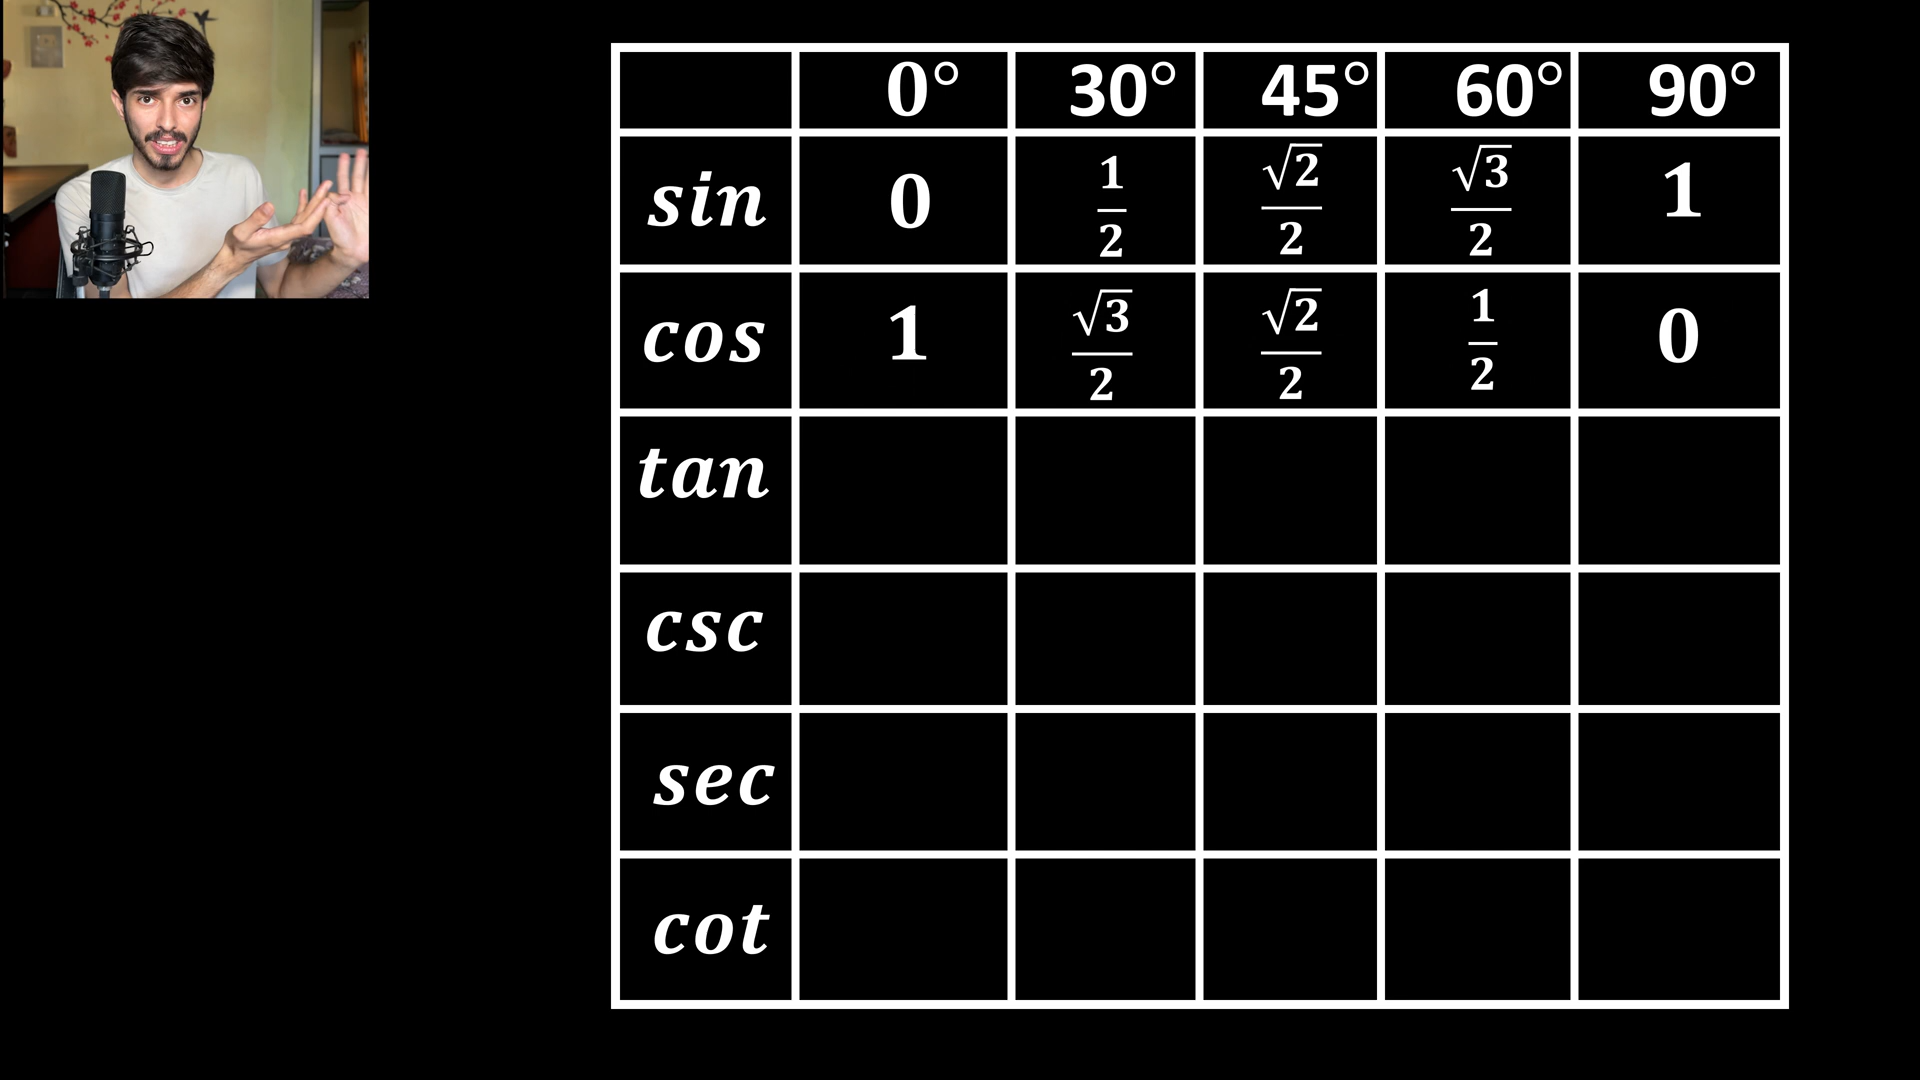 0° 30° 45° 60° 90°
sin 0 1/2 √2/2 √3/2 1
cos 1 √3/2 √2/2 1/2 0
tan
csc
sec
cot